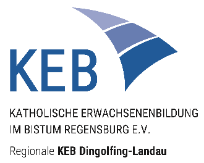 KEB
KATHOLISCHE ERWACHSENENBILDUNG
IM BISTUM REGENSBURG E.V.
Regionale KEB Dingolfing-Landau